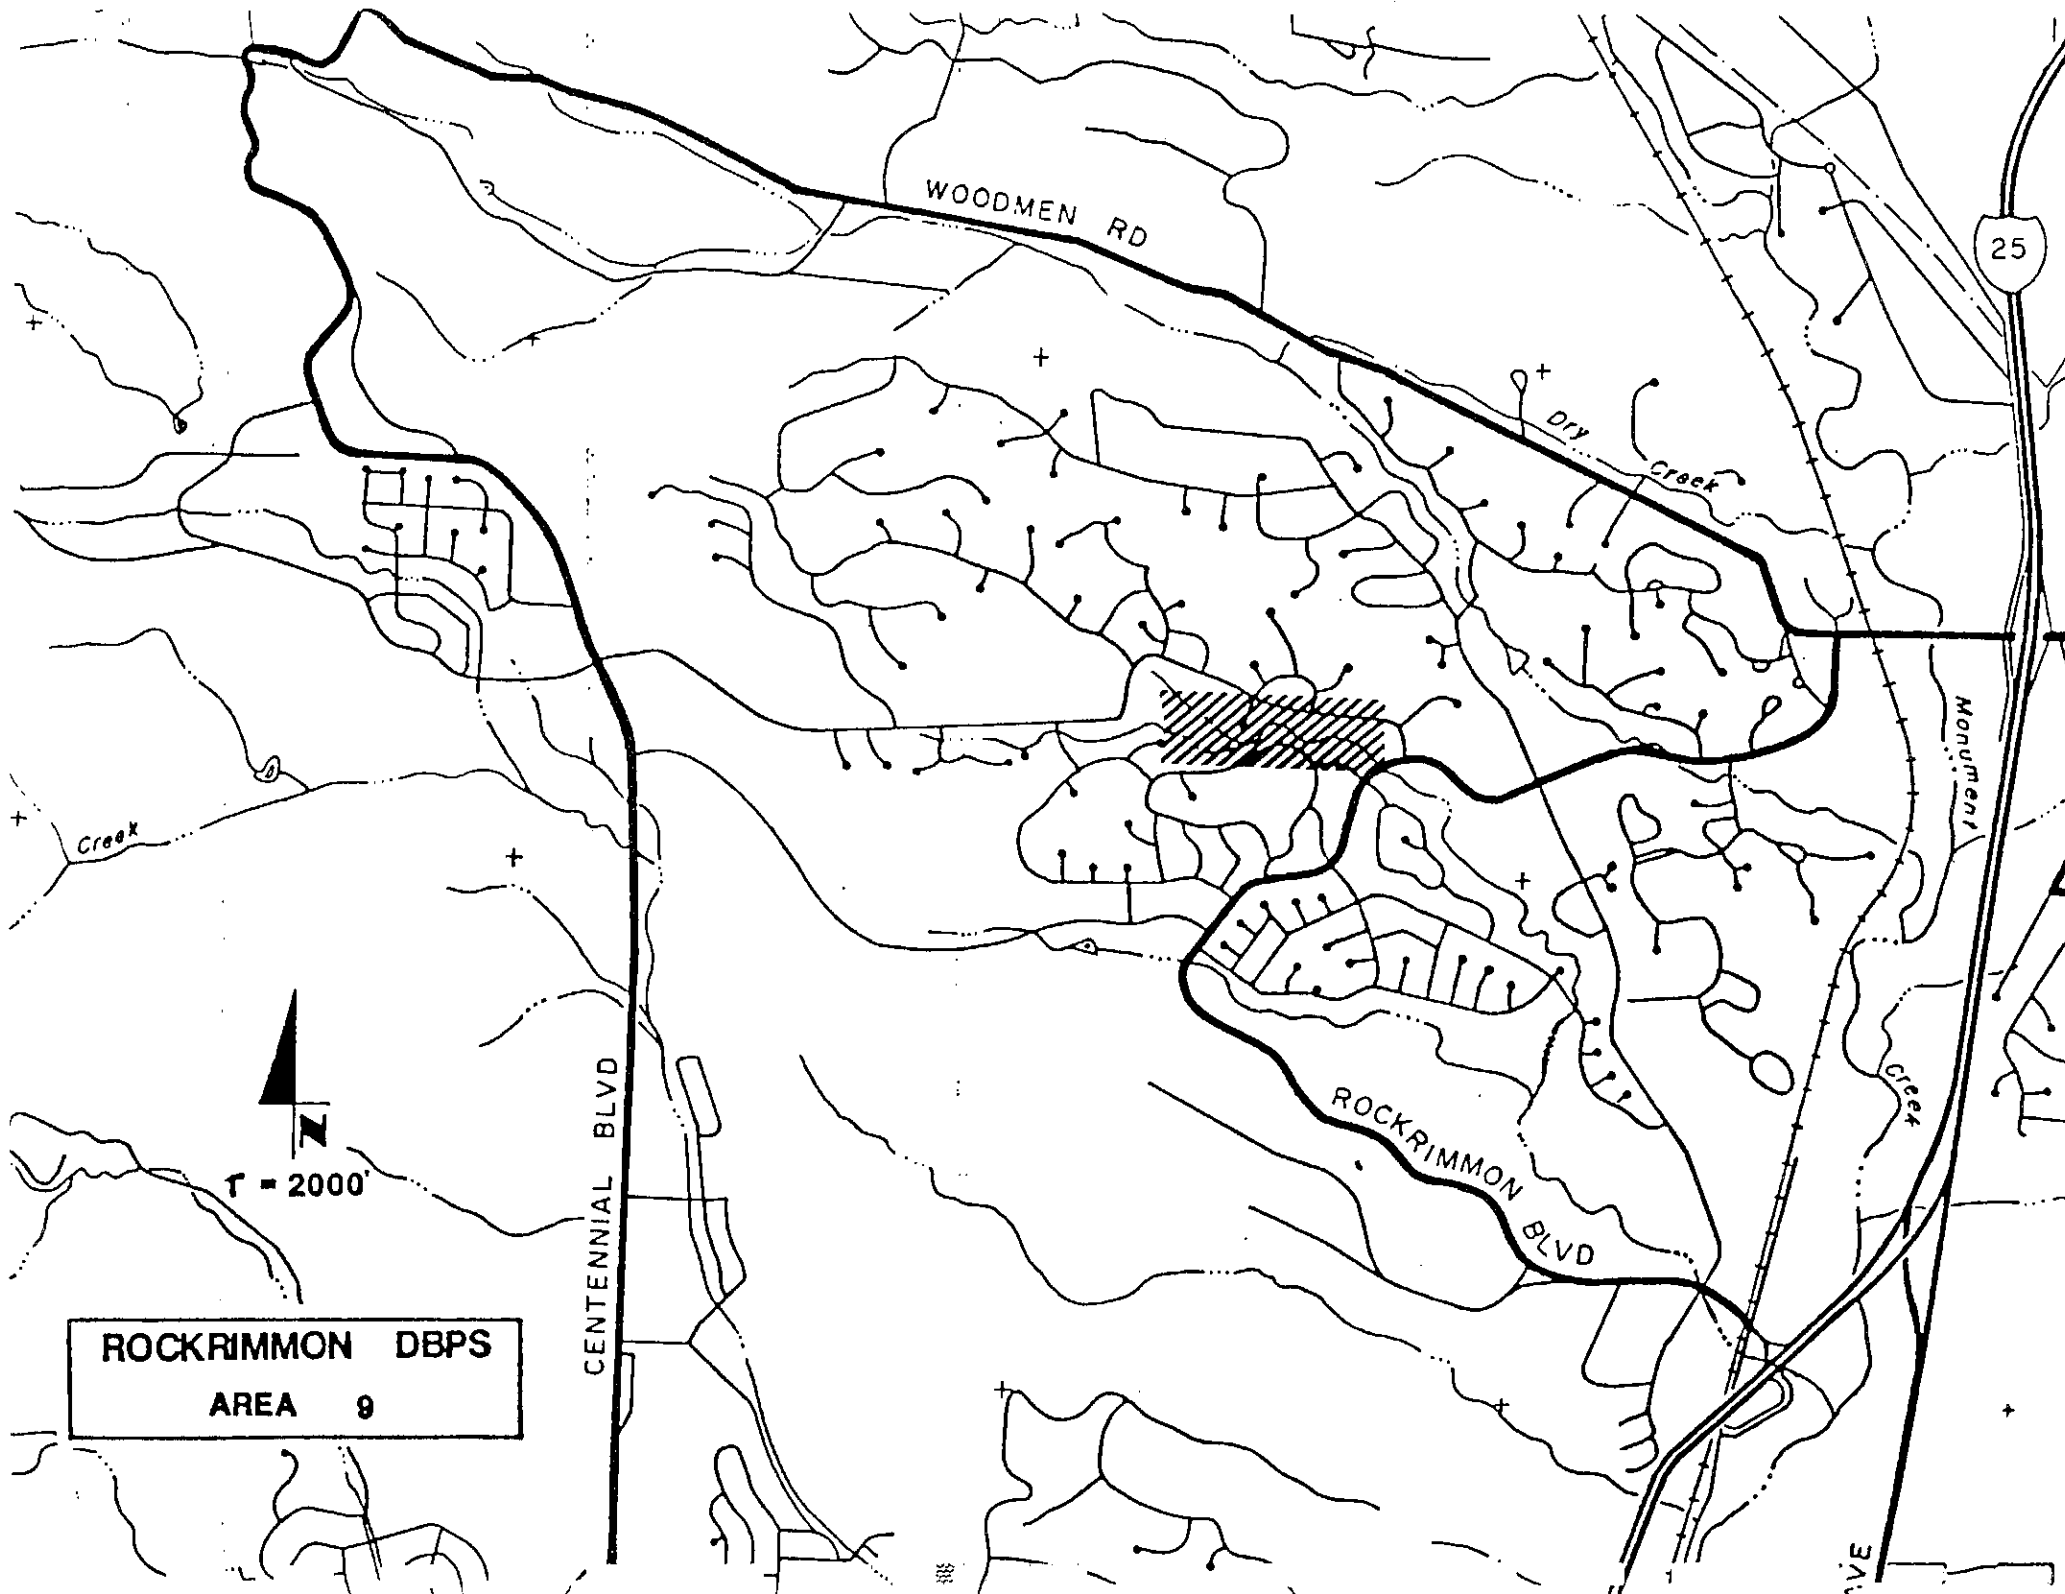 WOODMEN RD
25
Dry
Creek
Monument
Creek
Creek
CENTENNIAL BLVD
N
1" = 2000'
ROCKRIMMON
BLVD
ROCKRIMMON DBPS
AREA 9